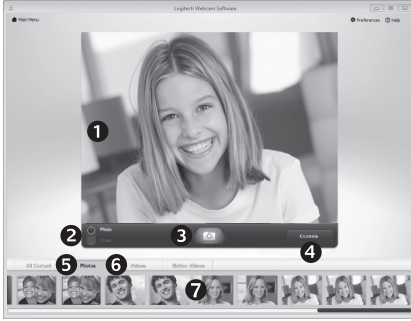 Logitech Webcam Software
Main Menu
Preferences Help
1
2 Photo
Video
3
Controls
4
All Content 5 Photos 6 Videos Motion Videos
7